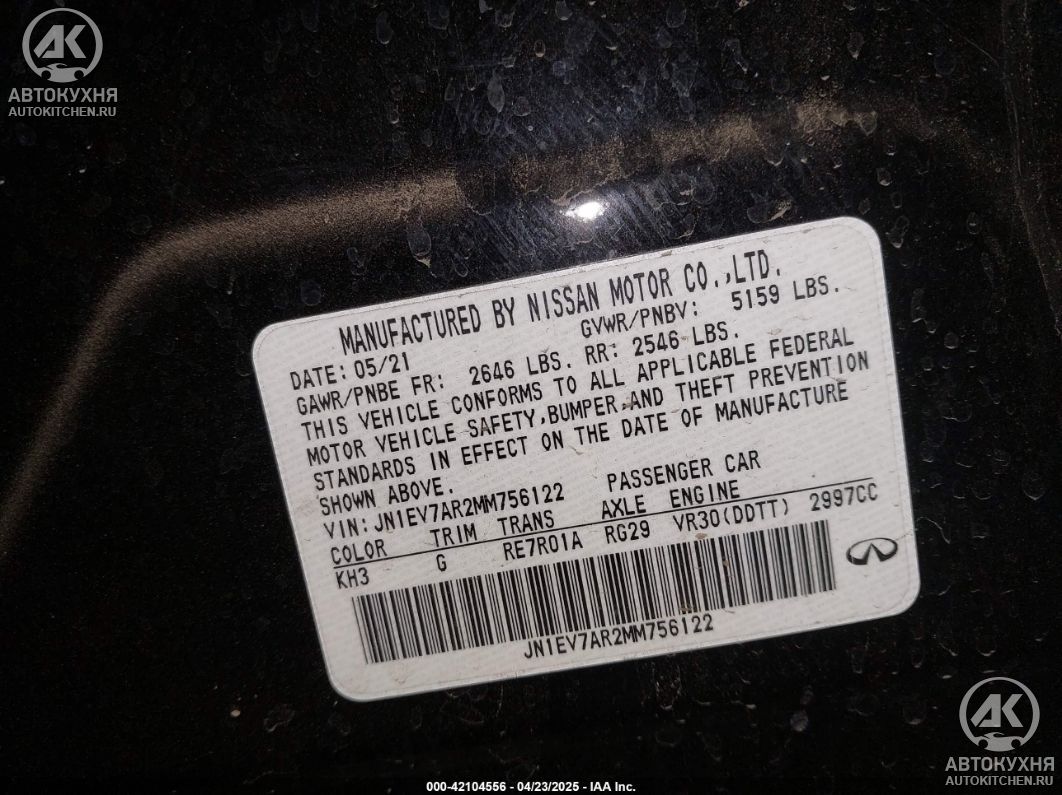 АВТОКУХНЯ
AUTOKITCHEN.RU
MANUFACTURED BY NISSAN MOTOR CO.,LTD.
DATE: 05/21 GVWR/PNBV: 5159 LBS.
GAWR/PNBE FR: 2646 LBS. RR: 2546 LBS.
THIS VEHICLE CONFORMS TO ALL APPLICABLE FEDERAL
MOTOR VEHICLE SAFETY,BUMPER,AND THEFT PREVENTION
STANDARDS IN EFFECT ON THE DATE OF MANUFACTURE
SHOWN ABOVE.
VIN:JN1EV7AR2MM756122 PASSENGER CAR
COLOR TRIM TRANS AXLE ENGINE
KH3 G RE7R01A RG29 VR30(DDTT) 2997CC
JN1EV7AR2MM756122
АВТОКУХНЯ
AUTOKITCHEN.RU
000-42104556 - 04/23/2025 - IAA Inc.